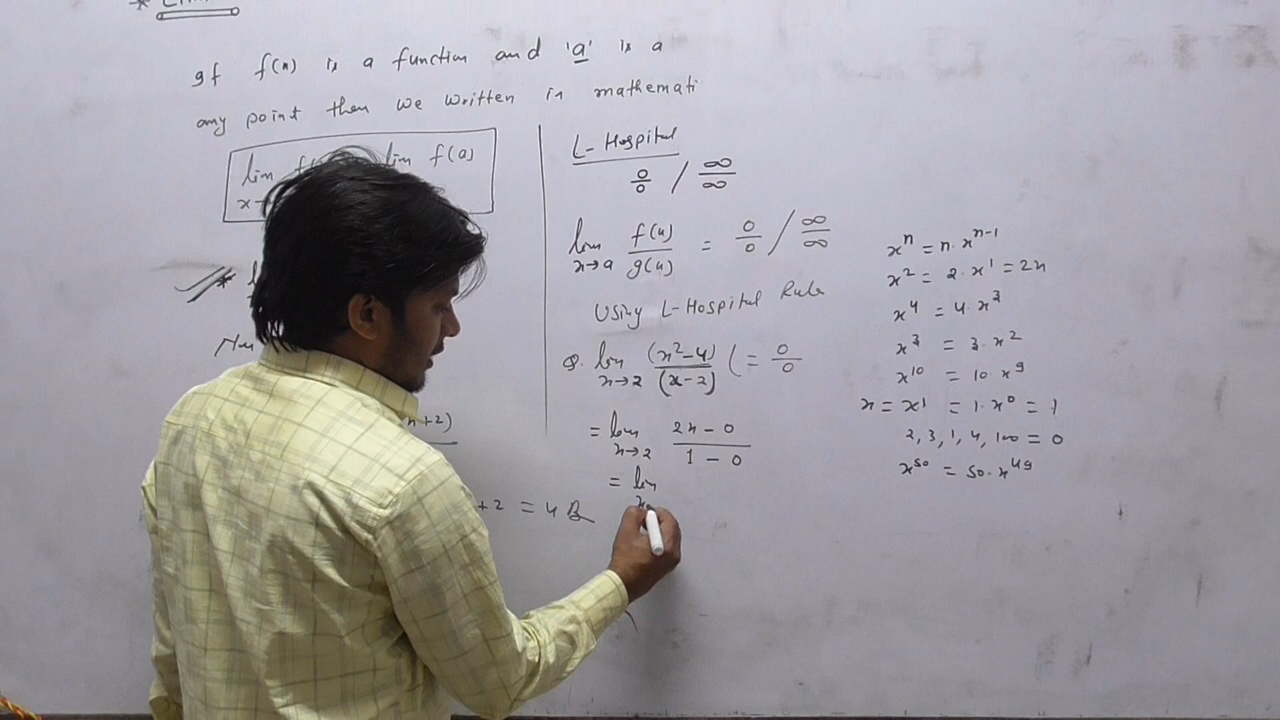 If f(x) is a function and 'a' is a
any point then we written in mathemati
lim f( lim f(a)
x→
*
x+2)
+2 = 4
L-Hospital
0/0 / ∞/∞
lim x→a f(x)/g(x) = 0/0 / ∞/∞
Using L-Hospital Rule
Q. lim x→2 (x²-4)/(x-2) ( = 0/0
= lim x→2 2x-0/1-0
= lim
xⁿ = n·xⁿ⁻¹
x² = 2·x¹ = 2x
x⁴ = 4·x³
x³ = 3·x²
x¹⁰ = 10·x⁹
x = x¹ = 1·x⁰ = 1
2, 3, 1, 4, 100 = 0
x⁵⁰ = 50·x⁴⁹